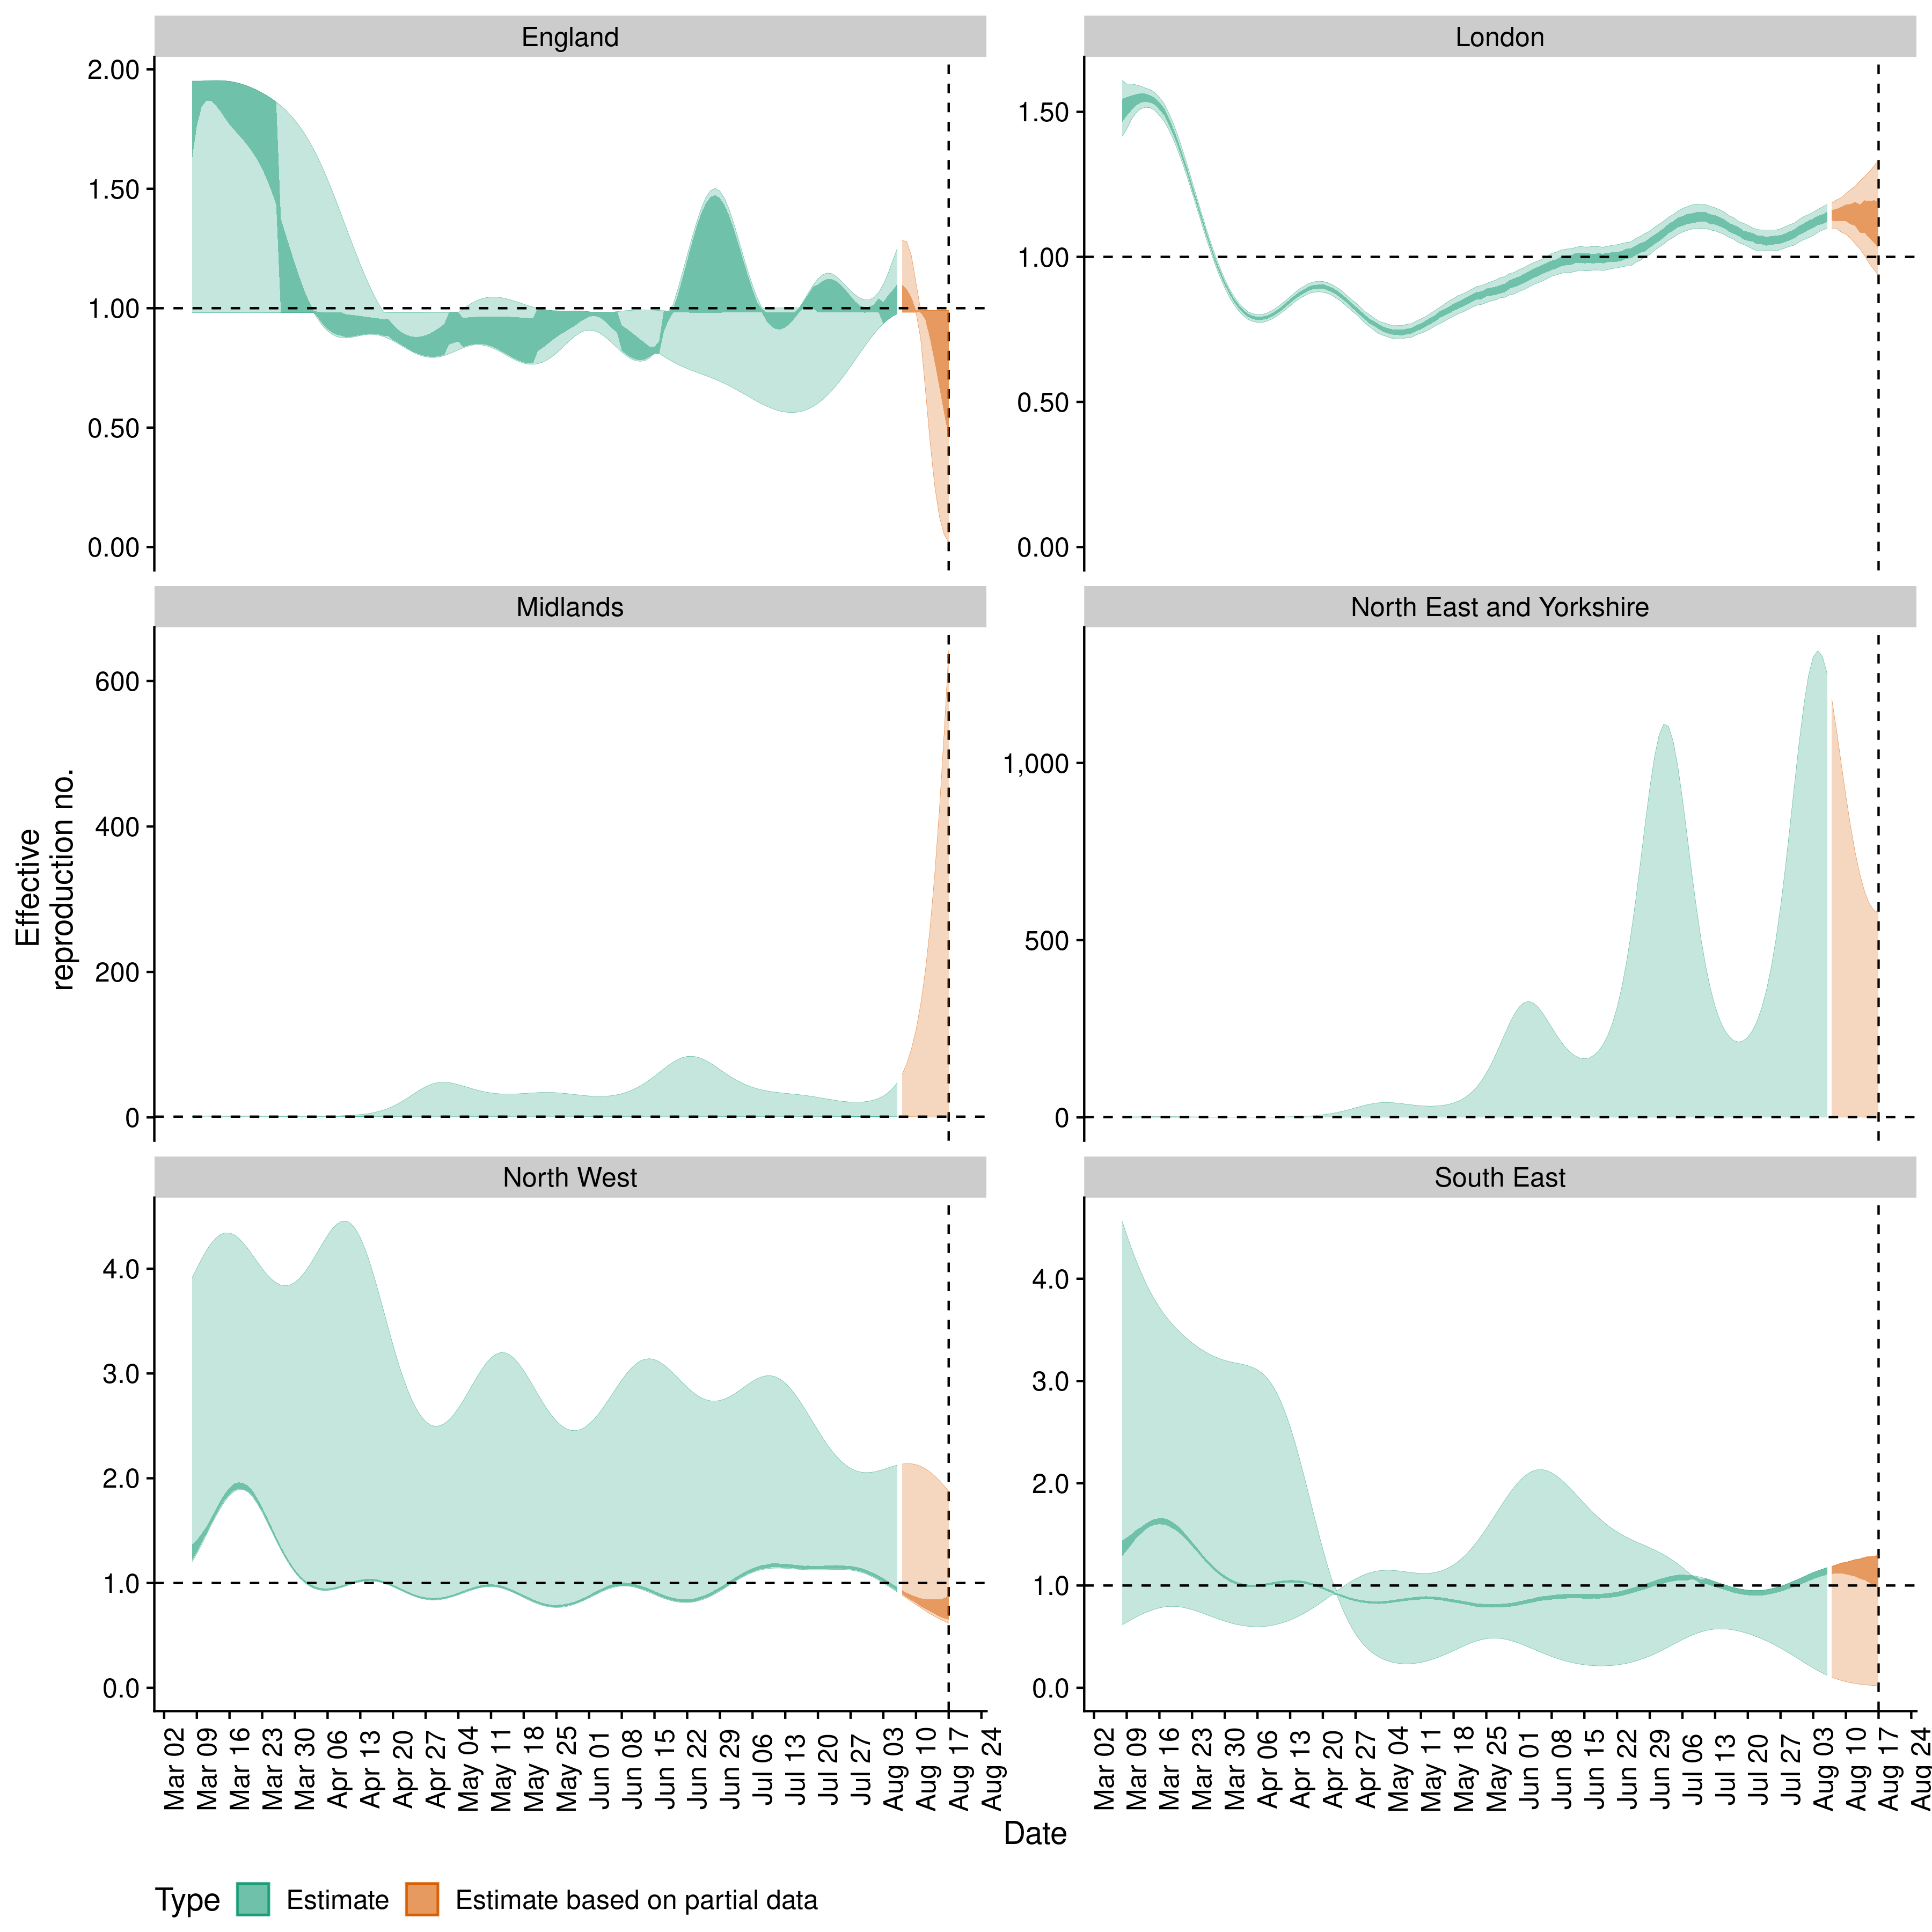 England
London
2.00
1.50
1.00
0.50
0.00
1.50
1.00
0.50
0.00
Midlands
North East and Yorkshire
600
400
200
0
1,000
500
0
Effective
reproduction no.
North West
South East
4.0
3.0
2.0
1.0
0.0
4.0
3.0
2.0
1.0
0.0
Mar 02
Mar 09
Mar 16
Mar 23
Mar 30
Apr 06
Apr 13
Apr 20
Apr 27
May 04
May 11
May 18
May 25
Jun 01
Jun 08
Jun 15
Jun 22
Jun 29
Jul 06
Jul 13
Jul 20
Jul 27
Aug 03
Aug 10
Aug 17
Aug 24
Mar 02
Mar 09
Mar 16
Mar 23
Mar 30
Apr 06
Apr 13
Apr 20
Apr 27
May 04
May 11
May 18
May 25
Jun 01
Jun 08
Jun 15
Jun 22
Jun 29
Jul 06
Jul 13
Jul 20
Jul 27
Aug 03
Aug 10
Aug 17
Aug 24
Date
Type
Estimate
Estimate based on partial data